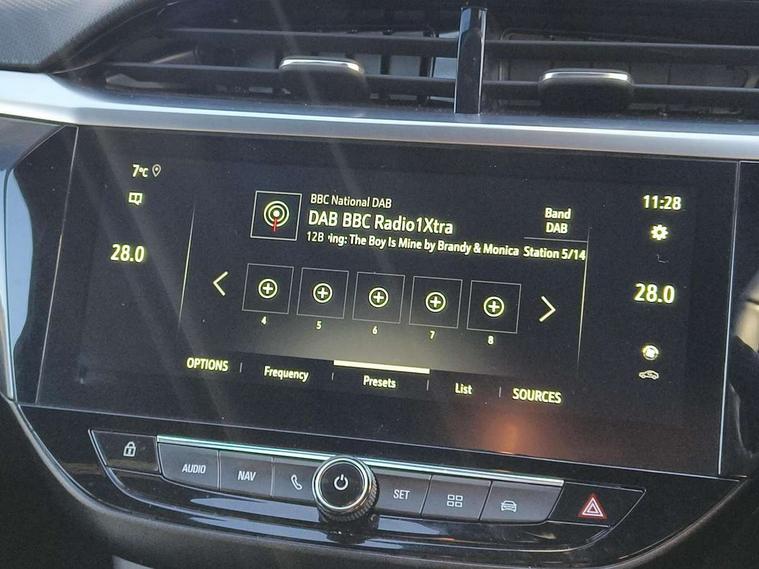 7°C
11:28
BBC National DAB
DAB BBC Radio1Xtra
12B ing: The Boy Is Mine by Brandy & Monica
Band
DAB
Station 5/14
28.0
28.0
4 5 6 7 8
OPTIONS Frequency Presets List SOURCES
AUDIO NAV SET